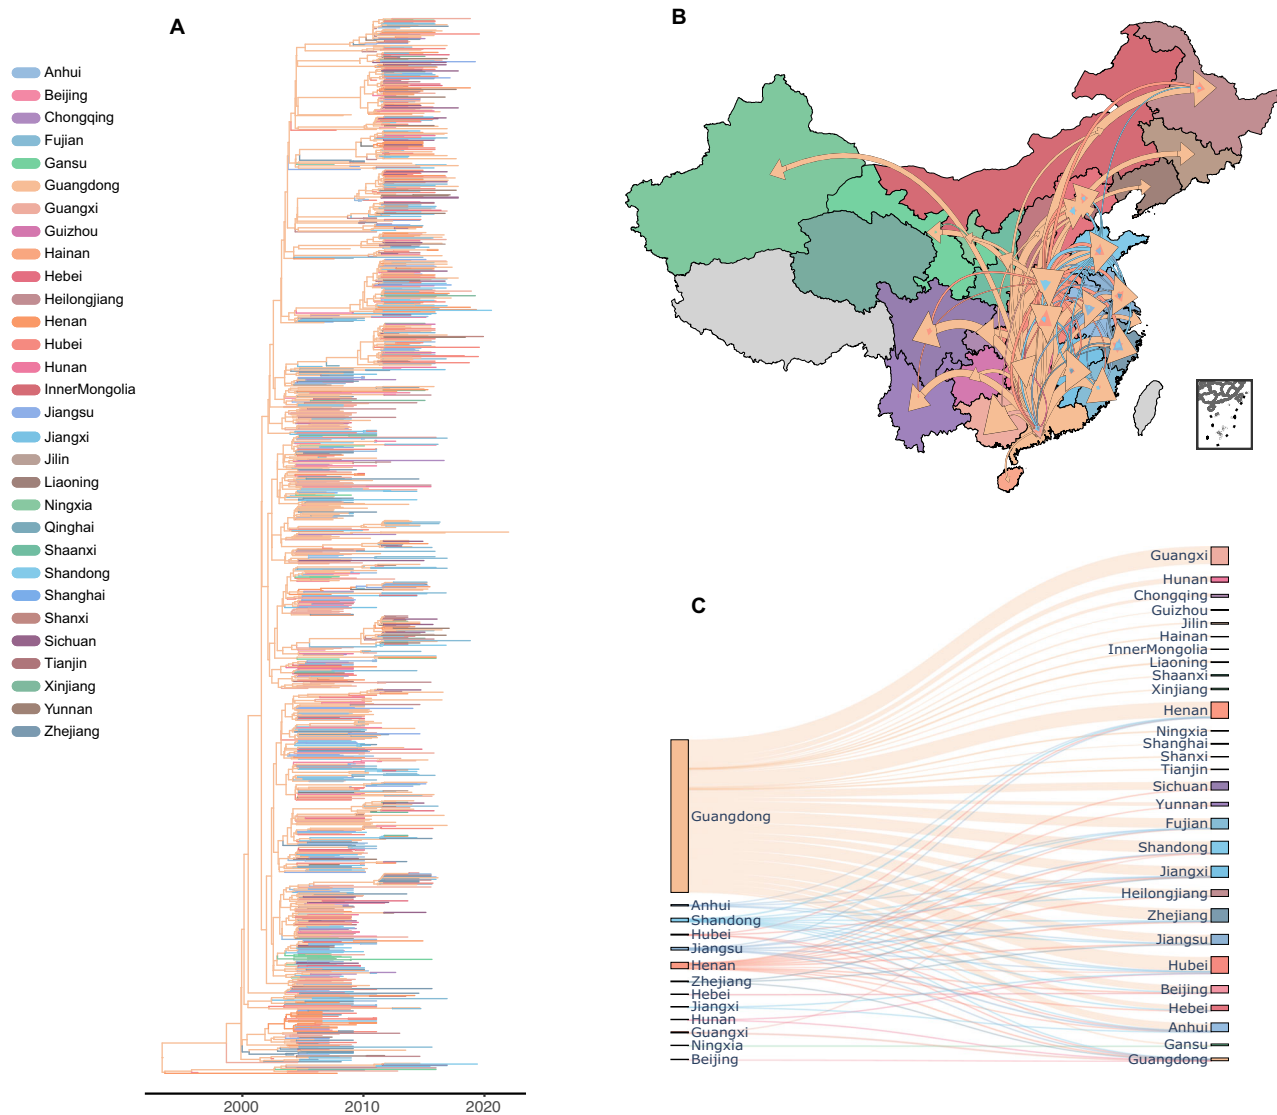 A
Anhui
Beijing
Chongqing
Fujian
Gansu
Guangdong
Guangxi
Guizhou
Hainan
Hebei
Heilongjiang
Henan
Hubei
Hunan
InnerMongolia
Jiangsu
Jiangxi
Jilin
Liaoning
Ningxia
Qinghai
Shaanxi
Shandong
Shanghai
Shanxi
Sichuan
Tianjin
Xinjiang
Yunnan
Zhejiang
2000 2010 2020
B
C
Guangdong
Anhui
Shandong
Hubei
Jiangsu
Henan
Zhejiang
Hebei
Jiangxi
Hunan
Guangxi
Ningxia
Beijing
Guangxi
Hunan
Chongqing
Guizhou
Jilin
Hainan
InnerMongolia
Liaoning
Shaanxi
Xinjiang
Henan
Ningxia
Shanghai
Shanxi
Tianjin
Sichuan
Yunnan
Fujian
Shandong
Jiangxi
Heilongjiang
Zhejiang
Jiangsu
Hubei
Beijing
Hebei
Anhui
Gansu
Guangdong